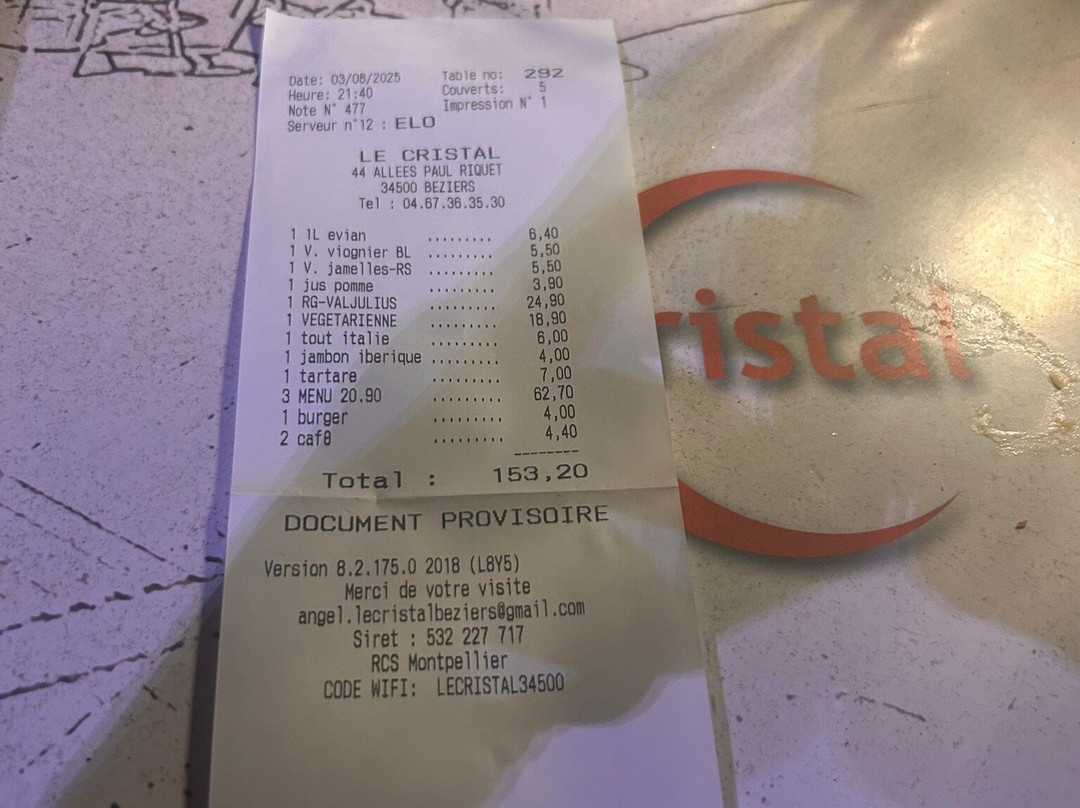 Date: 03/08/2025 Table no: 292
Heure: 21:40 Couverts: 5
Note N° 477 Impression N° 1
Serveur n°12 : ELO
LE CRISTAL
44 ALLEES PAUL RIQUET
34500 BEZIERS
Tel : 04.67.36.35.30
1 1L evian ......... 6,40
1 V. viognier BL ......... 5,50
1 V. jamelles-RS ......... 5,50
1 jus pomme ......... 3,90
1 RG-VALJULIUS ......... 24,90
1 VEGETARIENNE ......... 18,90
1 tout italie ......... 6,00
1 jambon iberique ......... 4,00
1 tartare ......... 7,00
3 MENU 20.90 ......... 62,70
1 burger ......... 4,00
2 caf8 ......... 4,40
--------
Total : 153,20
DOCUMENT PROVISOIRE
Version 8.2.175.0 2018 (L8Y5)
Merci de votre visite
angel.lecristalbeziers@gmail.com
Siret : 532 227 717
RCS Montpellier
CODE WIFI: LECRISTAL34500
ristal